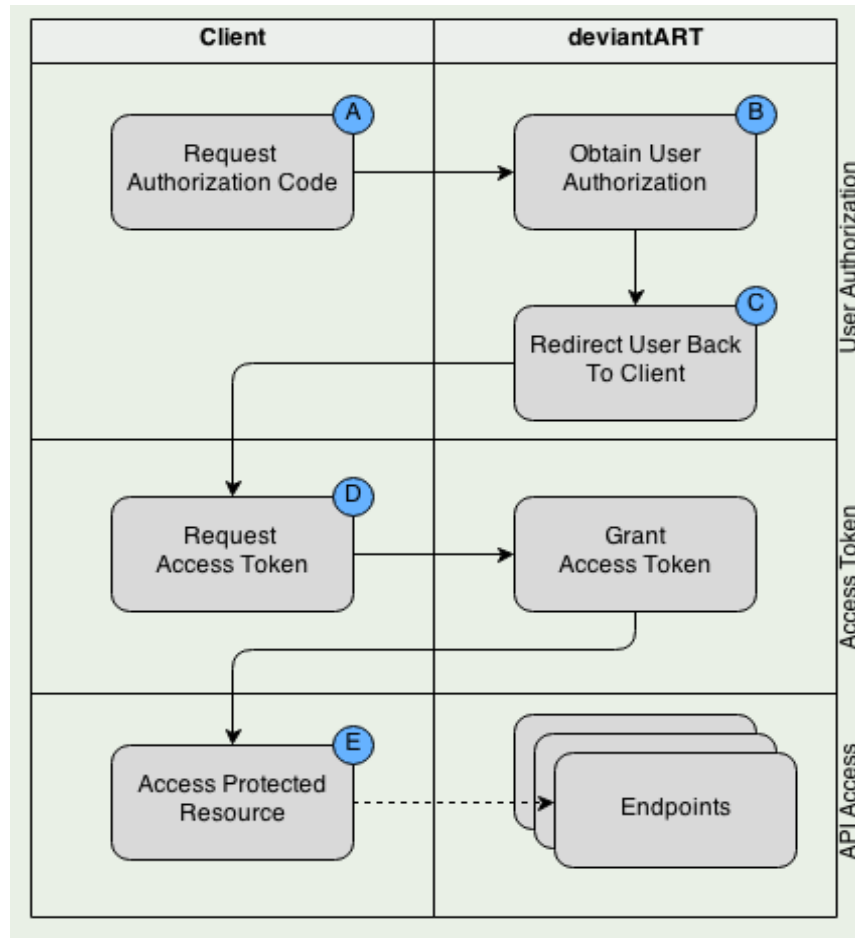 Client
deviantART
A
Request
Authorization Code
B
Obtain User
Authorization
C
Redirect User Back
To Client
User Authorization
D
Request
Access Token
Grant
Access Token
Access Token
E
Access Protected
Resource
Endpoints
API Access